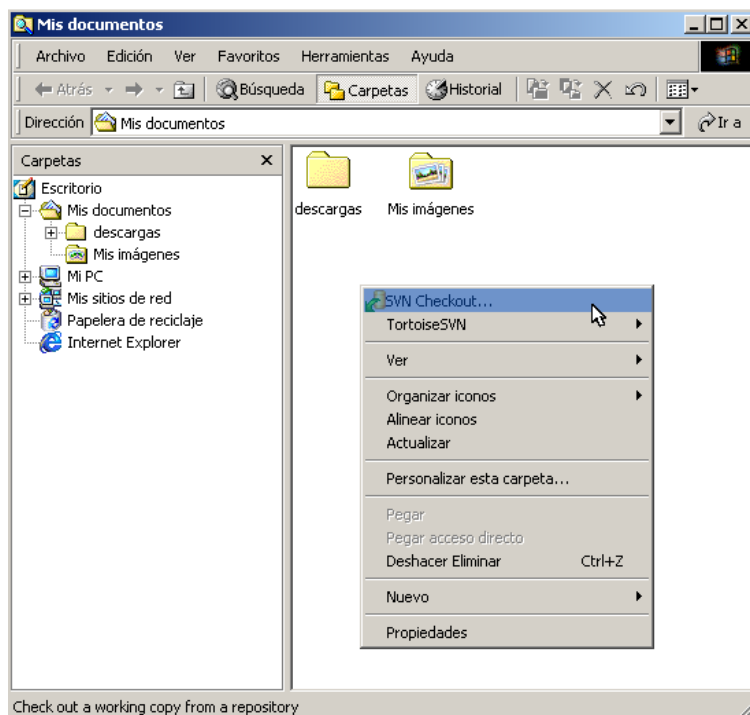 Mis documentos
Archivo Edición Ver Favoritos Herramientas Ayuda
Atrás Búsqueda Carpetas Historial
Dirección Mis documentos Ir a
Carpetas
Escritorio
Mis documentos
descargas
Mis imágenes
Mi PC
Mis sitios de red
Papelera de reciclaje
Internet Explorer
descargas Mis imágenes
SVN Checkout...
TortoiseSVN
Ver
Organizar iconos
Alinear iconos
Actualizar
Personalizar esta carpeta...
Pegar
Pegar acceso directo
Deshacer Eliminar Ctrl+Z
Nuevo
Propiedades
Check out a working copy from a repository